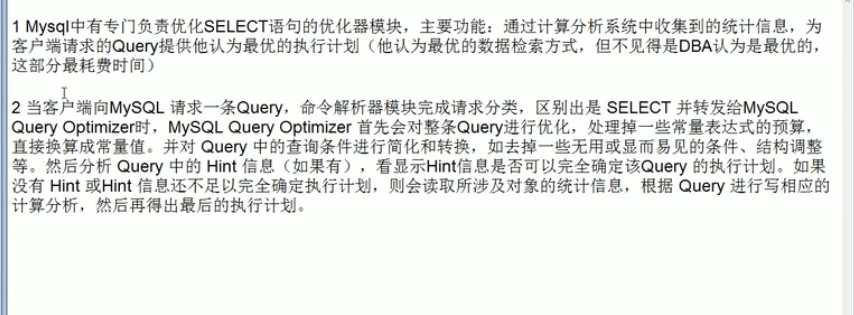 1 Mysql中有专门负责优化SELECT语句的优化器模块，主要功能：通过计算分析系统中收集到的统计信息，为
客户端请求的Query提供他认为最优的执行计划（他认为最优的数据检索方式，但不见得是DBA认为是最优的，
这部分最耗费时间）
2 当客户端向MySQL 请求一条Query，命令解析器模块完成请求分类，区别出是 SELECT 并转发给MySQL
Query Optimizer时，MySQL Query Optimizer 首先会对整条Query进行优化，处理掉一些常量表达式的预算，
直接换算成常量值。并对 Query 中的查询条件进行简化和转换，如去掉一些无用或显而易见的条件、结构调整
等。然后分析 Query 中的 Hint 信息（如果有），看显示Hint信息是否可以完全确定该Query 的执行计划。如果
没有 Hint 或Hint 信息还不足以完全确定执行计划，则会读取所涉及对象的统计信息，根据 Query 进行写相应的
计算分析，然后再得出最后的执行计划。